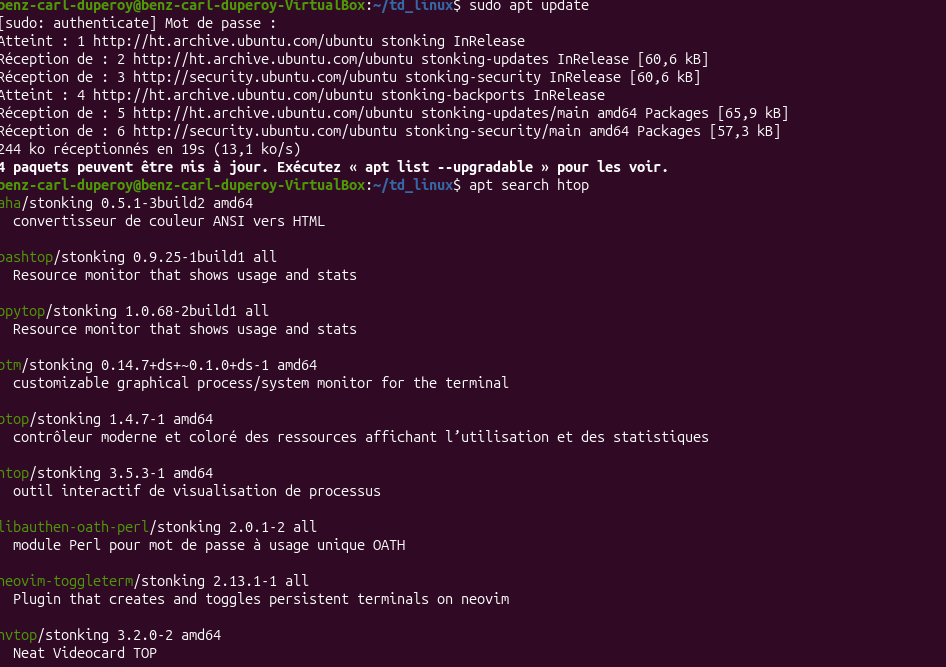 benz-carl-duperoy@benz-carl-duperoy-VirtualBox:~/td_linux$ sudo apt update
[sudo: authenticate] Mot de passe :
Atteint : 1 http://ht.archive.ubuntu.com/ubuntu stonking InRelease
Réception de : 2 http://ht.archive.ubuntu.com/ubuntu stonking-updates InRelease [60,6 kB]
Réception de : 3 http://security.ubuntu.com/ubuntu stonking-security InRelease [60,6 kB]
Atteint : 4 http://ht.archive.ubuntu.com/ubuntu stonking-backports InRelease
Réception de : 5 http://ht.archive.ubuntu.com/ubuntu stonking-updates/main amd64 Packages [65,9 kB]
Réception de : 6 http://security.ubuntu.com/ubuntu stonking-security/main amd64 Packages [57,3 kB]
244 ko réceptionnés en 19s (13,1 ko/s)
4 paquets peuvent être mis à jour. Exécutez « apt list --upgradable » pour les voir.
benz-carl-duperoy@benz-carl-duperoy-VirtualBox:~/td_linux$ apt search htop
aha/stonking 0.5.1-3build2 amd64
convertisseur de couleur ANSI vers HTML
bashtop/stonking 0.9.25-1build1 all
Resource monitor that shows usage and stats
bpytop/stonking 1.0.68-2build1 all
Resource monitor that shows usage and stats
btm/stonking 0.14.7+ds+~0.1.0+ds-1 amd64
customizable graphical process/system monitor for the terminal
btop/stonking 1.4.7-1 amd64
contrôleur moderne et coloré des ressources affichant l’utilisation et des statistiques
htop/stonking 3.5.3-1 amd64
outil interactif de visualisation de processus
libauthen-oath-perl/stonking 2.0.1-2 all
module Perl pour mot de passe à usage unique OATH
neovim-toggleterm/stonking 2.13.1-1 all
Plugin that creates and toggles persistent terminals on neovim
nvtop/stonking 3.2.0-2 amd64
Neat Videocard TOP